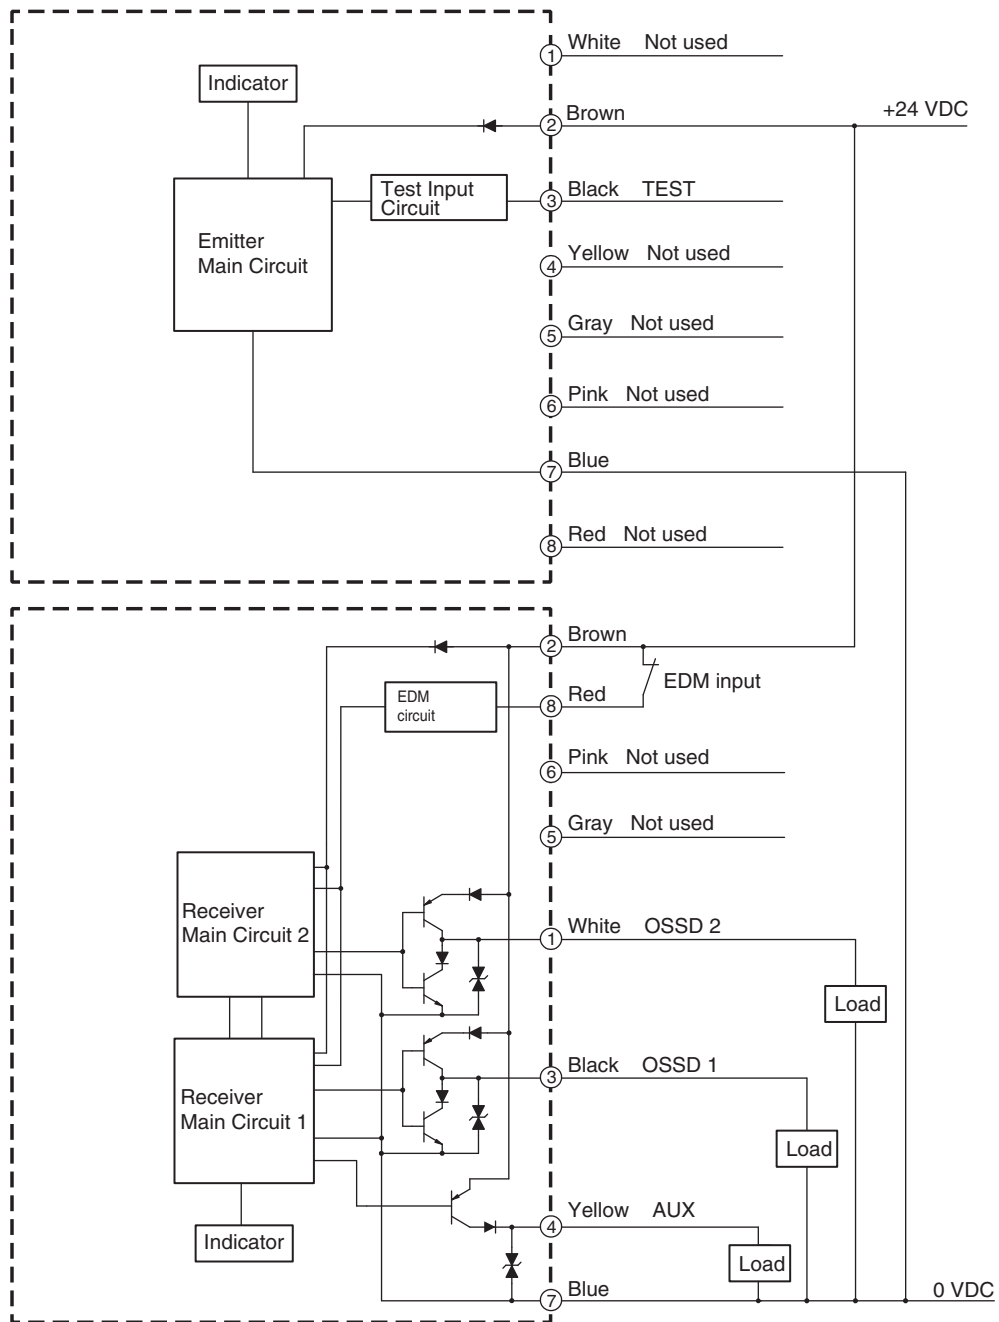 1 White Not used
Indicator
2 Brown
+24 VDC
Test Input
Circuit
3 Black TEST
Emitter
Main Circuit
4 Yellow Not used
5 Gray Not used
6 Pink Not used
7 Blue
8 Red Not used
2 Brown
EDM input
EDM
circuit
8 Red
6 Pink Not used
5 Gray Not used
Receiver
Main Circuit 2
1 White OSSD 2
Load
3 Black OSSD 1
Receiver
Main Circuit 1
Load
4 Yellow AUX
Indicator
Load
7 Blue
0 VDC